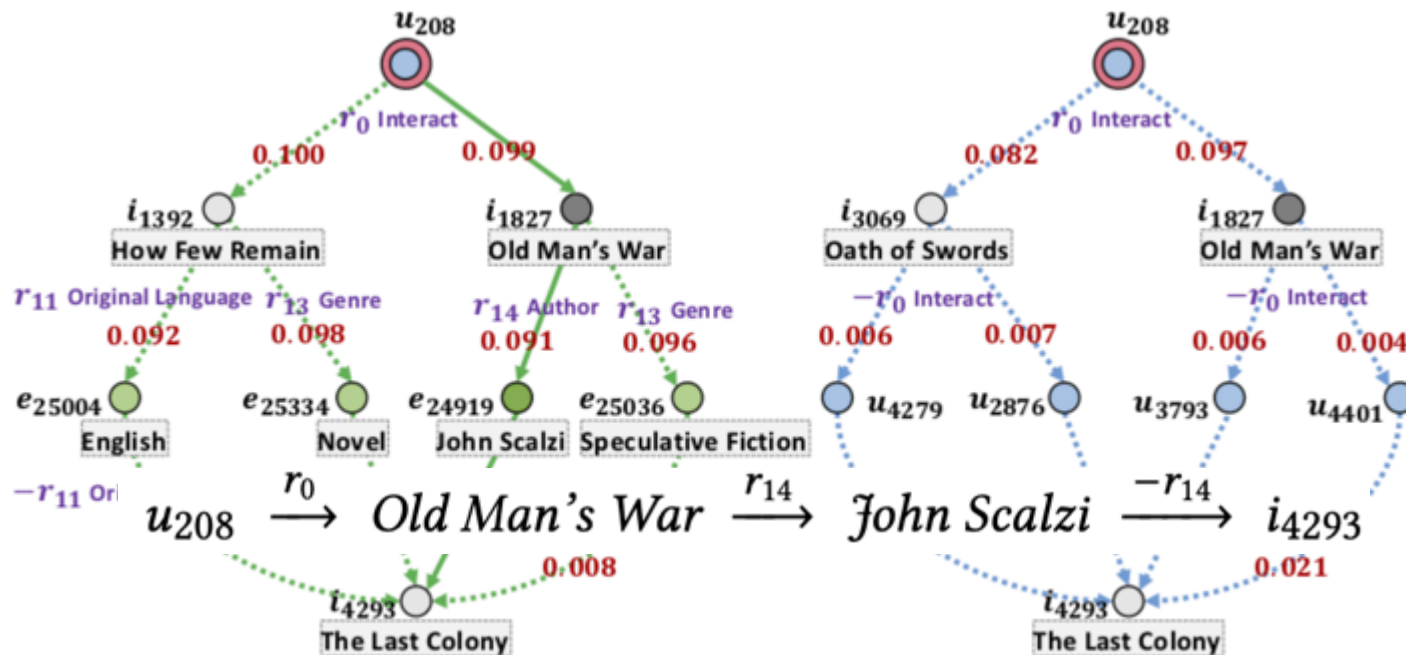 u208 u208
r0 Interact r0 Interact
0.100 0.099 0.082 0.097
i1392 i1827 i3069 i1827
How Few Remain Old Man's War Oath of Swords Old Man's War
r11 Original Language r13 Genre r14 Author r13 Genre −r0 Interact −r0 Interact
0.092 0.098 0.091 0.096 0.006 0.007 0.006 0.004
e25004 e25334 e24919 e25036 u4279 u2876 u3793 u4401
English Novel John Scalzi Speculative Fiction
−r11 Ori
u208 r0 → Old Man's War r14 → John Scalzi −r14 → i4293
0.008 0.021
i4293 i4293
The Last Colony The Last Colony